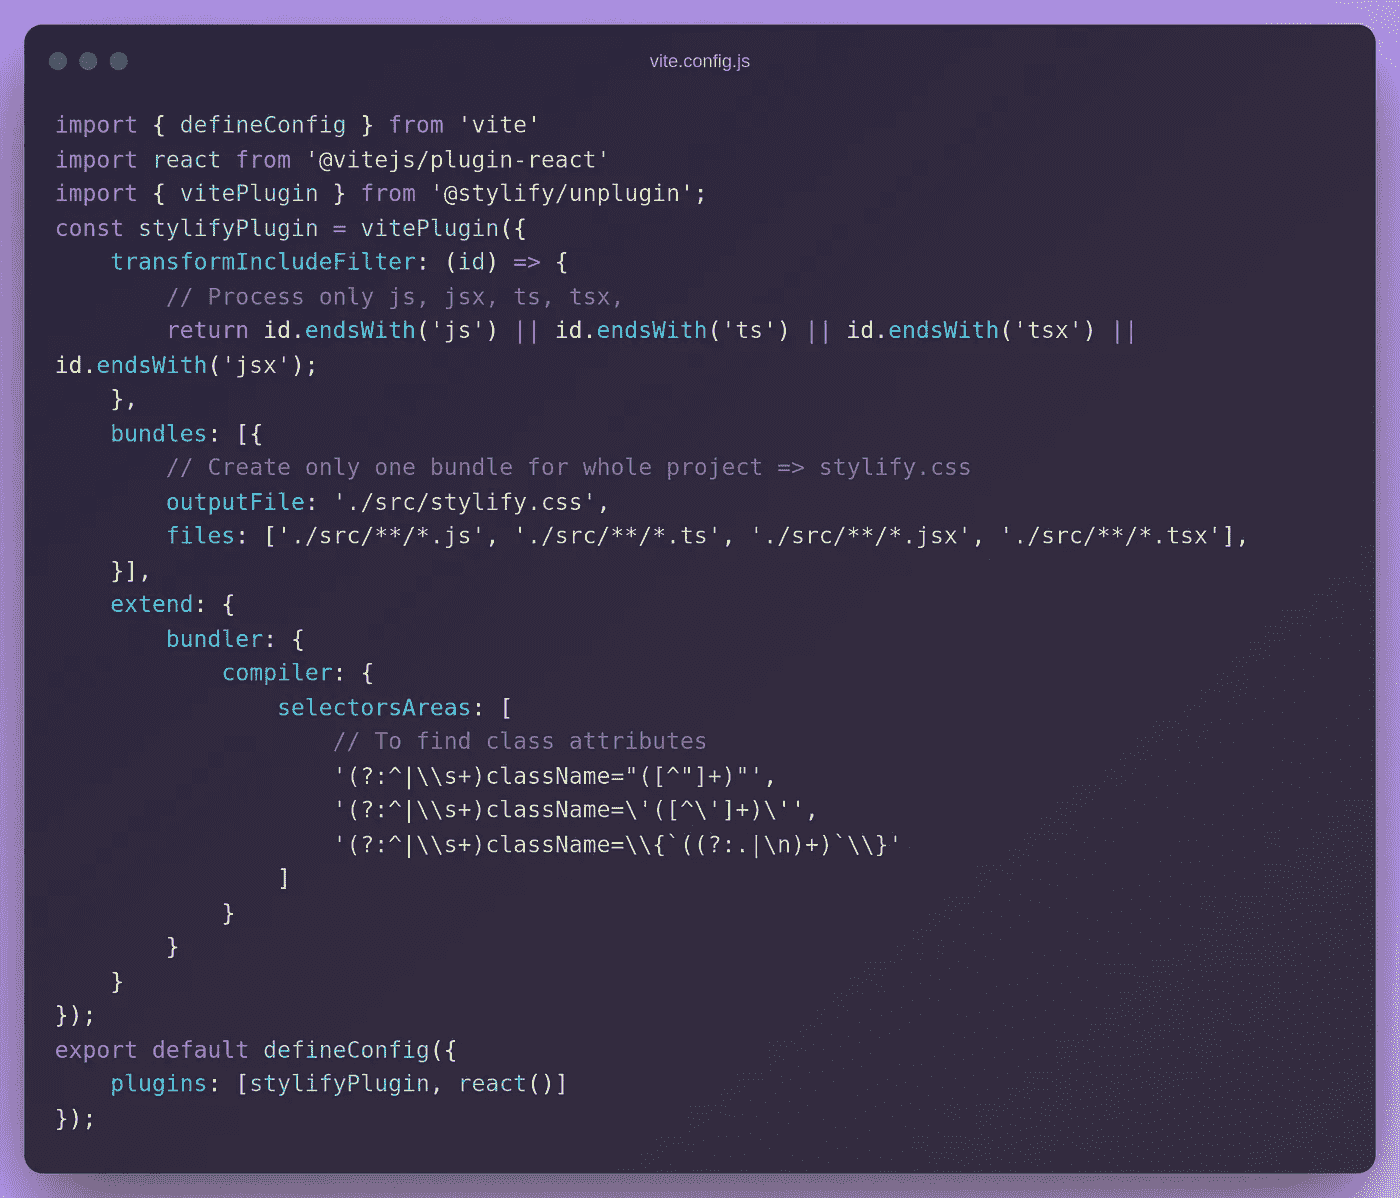 vite.config.js
import { defineConfig } from 'vite'
import react from '@vitejs/plugin-react'
import { vitePlugin } from '@stylify/unplugin';
const stylifyPlugin = vitePlugin({
    transformIncludeFilter: (id) => {
        // Process only js, jsx, ts, tsx,
        return id.endsWith('js') || id.endsWith('ts') || id.endsWith('tsx') ||
id.endsWith('jsx');
    },
    bundles: [{
        // Create only one bundle for whole project => stylify.css
        outputFile: './src/stylify.css',
        files: ['./src/**/*.js', './src/**/*.ts', './src/**/*.jsx', './src/**/*.tsx'],
    }],
    extend: {
        bundler: {
            compiler: {
                selectorsAreas: [
                    // To find class attributes
                    '(?:^|\\s+)className="([^"]+)"',
                    '(?:^|\\s+)className=\'([^\']+)\'',
                    '(?:^|\\s+)className=\\{`((?:.|\n)+)`\\}'
                ]
            }
        }
    }
});
export default defineConfig({
    plugins: [stylifyPlugin, react()]
});